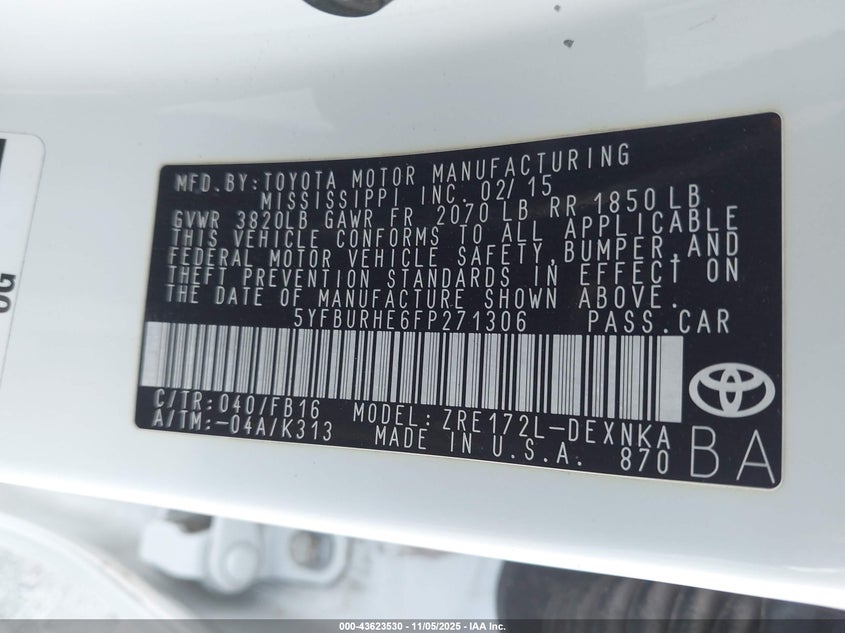 MFD. BY: TOYOTA MOTOR MANUFACTURING
MISSISSIPPI INC. 02/15
GVWR 3820LB GAWR FR 2070 LB RR 1850 LB
THIS VEHICLE CONFORMS TO ALL APPLICABLE
FEDERAL MOTOR VEHICLE SAFETY, BUMPER, AND
THEFT PREVENTION STANDARDS IN EFFECT ON
THE DATE OF MANUFACTURE SHOWN ABOVE.
5YFBURHE6FP271306 PASS. CAR
C/TR: 040/FB16 MODEL: ZRE172L-DEXNKA
A/TM: -04A/K313 MADE IN U.S.A. 870
BA
000-43623530 - 11/05/2025 - IAA Inc.